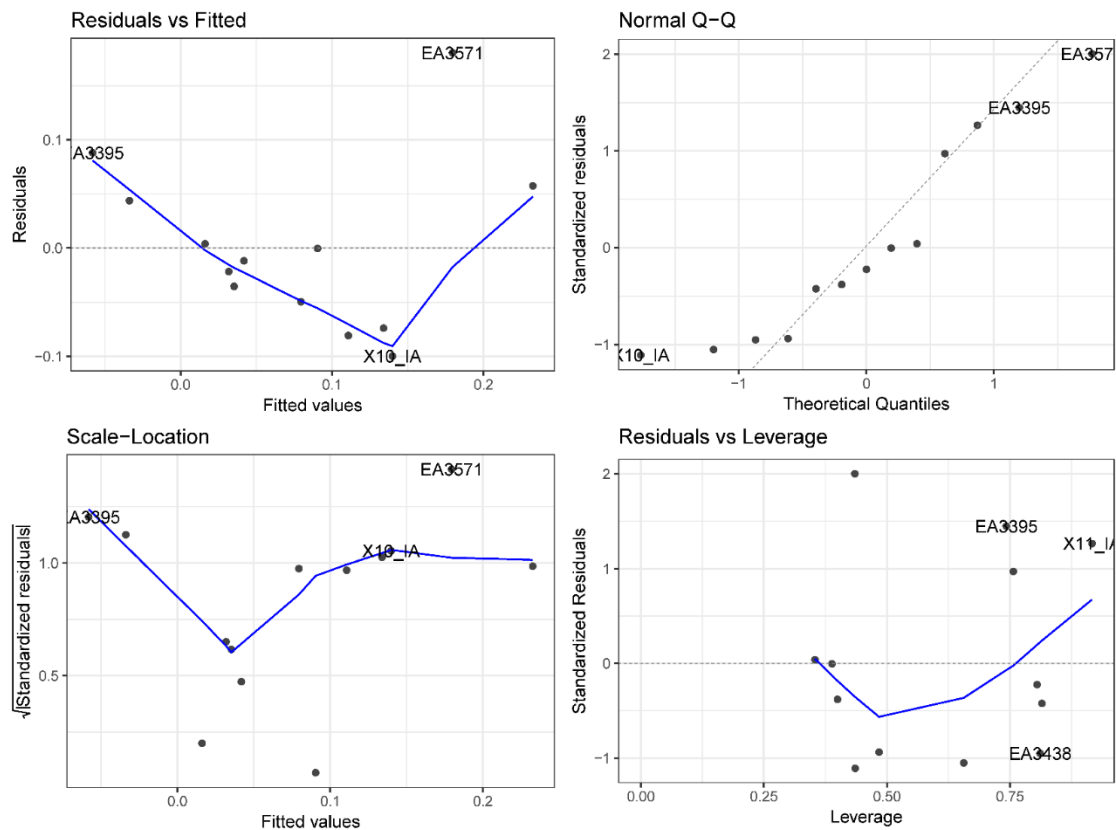 Residuals vs Fitted
EA3571
A3395
X10_IA
0.1
0.0
−0.1
0.0
0.1
0.2
Residuals
Fitted values
Normal Q−Q
EA357
EA3395
X10_IA
2
1
0
−1
−1
0
1
Standardized residuals
Theoretical Quantiles
Scale−Location
EA3571
A3395
X10_IA
1.0
0.5
0.0
0.1
0.2
√|Standardized residuals|
Fitted values
Residuals vs Leverage
EA3395
X11_IA
EA3438
2
1
0
−1
0.00
0.25
0.50
0.75
Standardized Residuals
Leverage